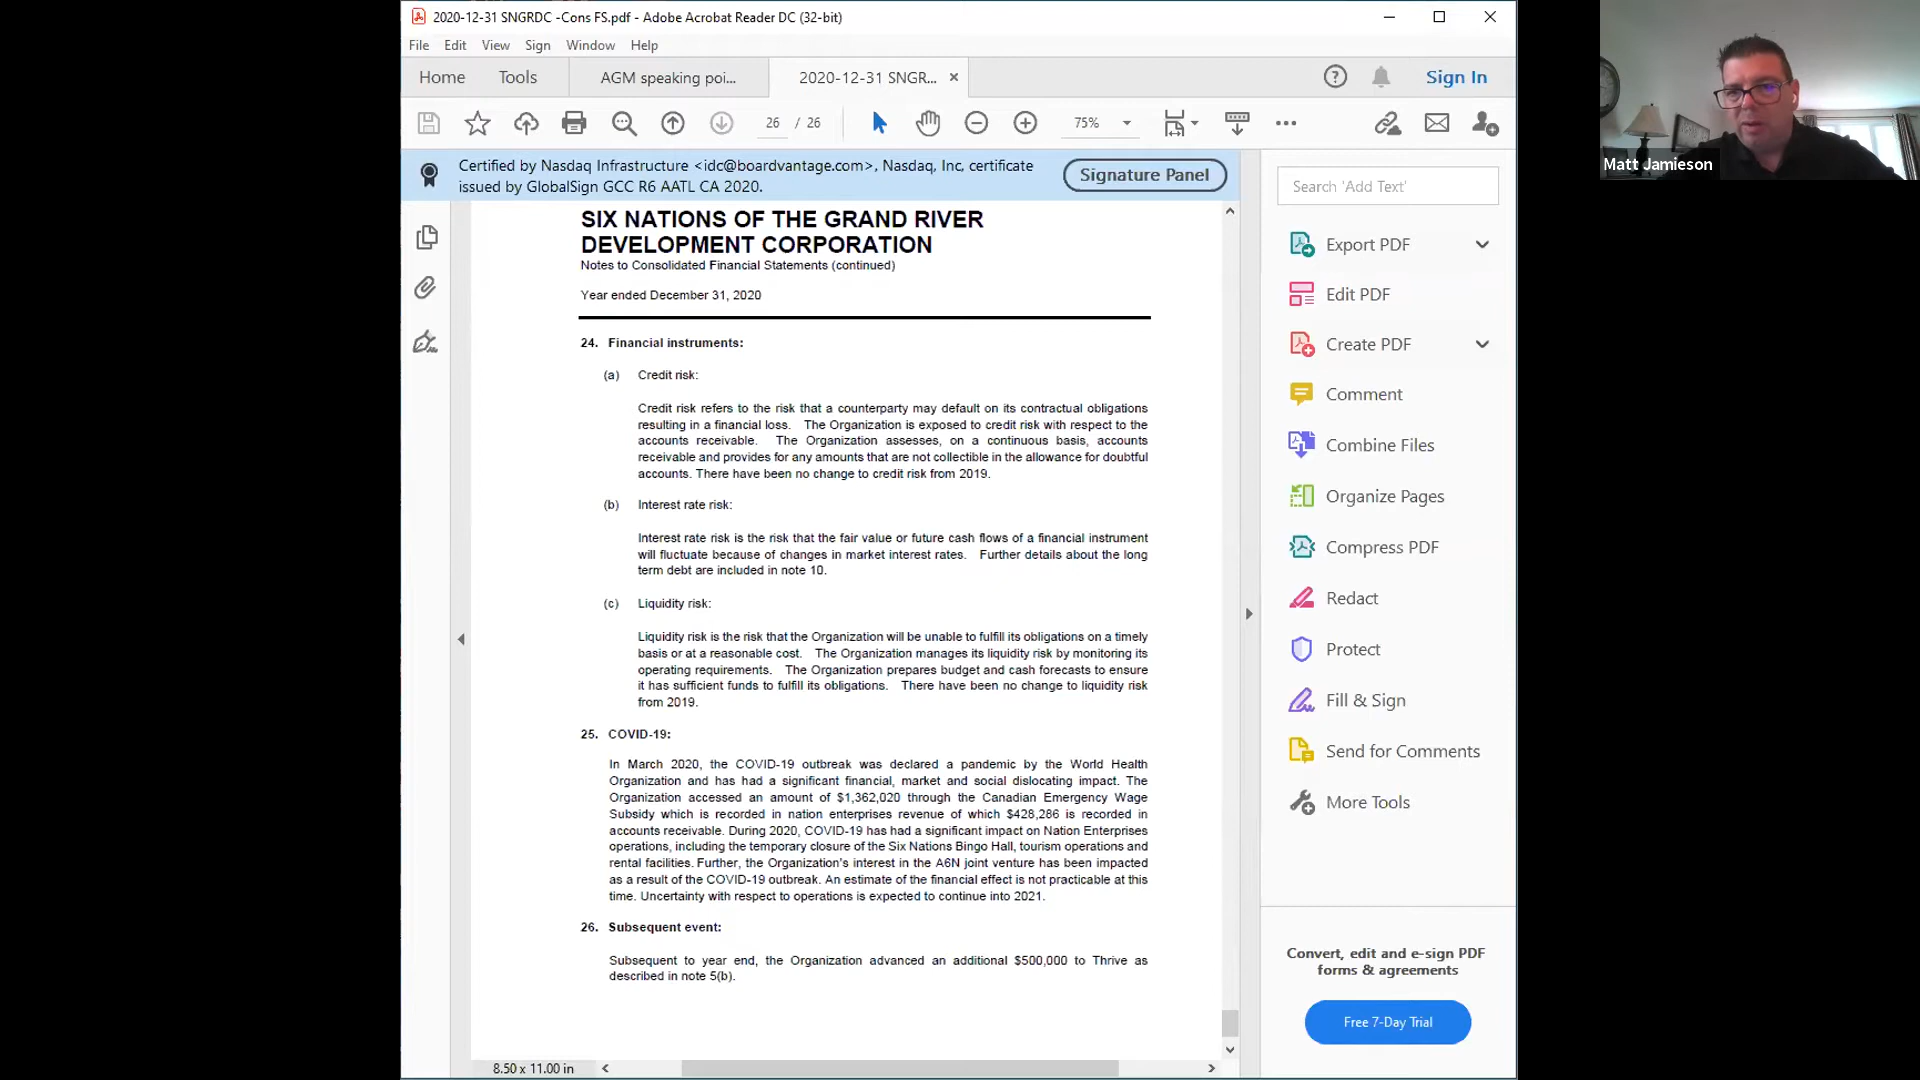 2020-12-31 SNGRDC -Cons FS.pdf - Adobe Acrobat Reader DC (32-bit)
File Edit View Sign Window Help
Home Tools AGM speaking poi... 2020-12-31 SNGR... × Sign In
26 / 26 75%
Certified by Nasdaq Infrastructure <idc@boardvantage.com>, Nasdaq, Inc, certificate
issued by GlobalSign GCC R6 AATL CA 2020.
Signature Panel
SIX NATIONS OF THE GRAND RIVER
DEVELOPMENT CORPORATION
Notes to Consolidated Financial Statements (continued)
Year ended December 31, 2020
24. Financial instruments:
(a) Credit risk:
Credit risk refers to the risk that a counterparty may default on its contractual obligations
resulting in a financial loss. The Organization is exposed to credit risk with respect to the
accounts receivable. The Organization assesses, on a continuous basis, accounts
receivable and provides for any amounts that are not collectible in the allowance for doubtful
accounts. There have been no change to credit risk from 2019.
(b) Interest rate risk:
Interest rate risk is the risk that the fair value or future cash flows of a financial instrument
will fluctuate because of changes in market interest rates. Further details about the long
term debt are included in note 10.
(c) Liquidity risk:
Liquidity risk is the risk that the Organization will be unable to fulfill its obligations on a timely
basis or at a reasonable cost. The Organization manages its liquidity risk by monitoring its
operating requirements. The Organization prepares budget and cash forecasts to ensure
it has sufficient funds to fulfill its obligations. There have been no change to liquidity risk
from 2019.
25. COVID-19:
In March 2020, the COVID-19 outbreak was declared a pandemic by the World Health
Organization and has had a significant financial, market and social dislocating impact. The
Organization accessed an amount of $1,362,020 through the Canadian Emergency Wage
Subsidy which is recorded in nation enterprises revenue of which $428,286 is recorded in
accounts receivable. During 2020, COVID-19 has had a significant impact on Nation Enterprises
operations, including the temporary closure of the Six Nations Bingo Hall, tourism operations and
rental facilities. Further, the Organization's interest in the A6N joint venture has been impacted
as a result of the COVID-19 outbreak. An estimate of the financial effect is not practicable at this
time. Uncertainty with respect to operations is expected to continue into 2021.
26. Subsequent event:
Subsequent to year end, the Organization advanced an additional $500,000 to Thrive as
described in note 5(b).
8.50 x 11.00 in
Search 'Add Text'
Export PDF
Edit PDF
Create PDF
Comment
Combine Files
Organize Pages
Compress PDF
Redact
Protect
Fill & Sign
Send for Comments
More Tools
Convert, edit and e-sign PDF
forms & agreements
Free 7-Day Trial
Matt Jamieson